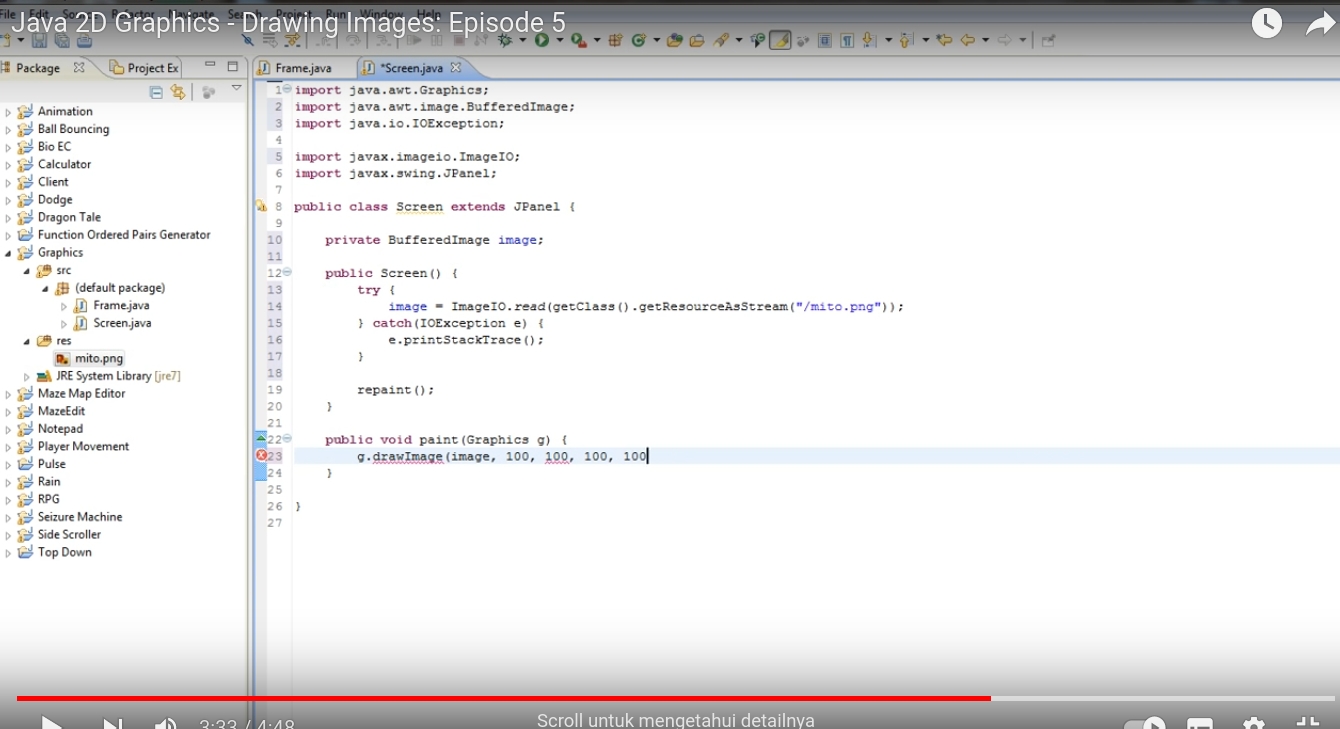 File Edit Source Refactor Navigate Search Project Run Window Help
Java 2D Graphics - Drawing Images: Episode 5
Package
Project Ex
Frame.java
*Screen.java
Animation
Ball Bouncing
Bio EC
Calculator
Client
Dodge
Dragon Tale
Function Ordered Pairs Generator
Graphics
src
(default package)
Frame.java
Screen.java
res
mito.png
JRE System Library [jre7]
Maze Map Editor
MazeEdit
Notepad
Player Movement
Pulse
Rain
RPG
Seizure Machine
Side Scroller
Top Down
1 import java.awt.Graphics;
2 import java.awt.image.BufferedImage;
3 import java.io.IOException;
4
5 import javax.imageio.ImageIO;
6 import javax.swing.JPanel;
7
8 public class Screen extends JPanel {
9
10 private BufferedImage image;
11
12 public Screen() {
13 try {
14 image = ImageIO.read(getClass().getResourceAsStream("/mito.png"));
15 } catch(IOException e) {
16 e.printStackTrace();
17 }
18
19 repaint();
20 }
21
22 public void paint(Graphics g) {
23 g.drawImage(image, 100, 100, 100, 100
24 }
25
26 }
27
3:33 / 4:48
Scroll untuk mengetahui detailnya